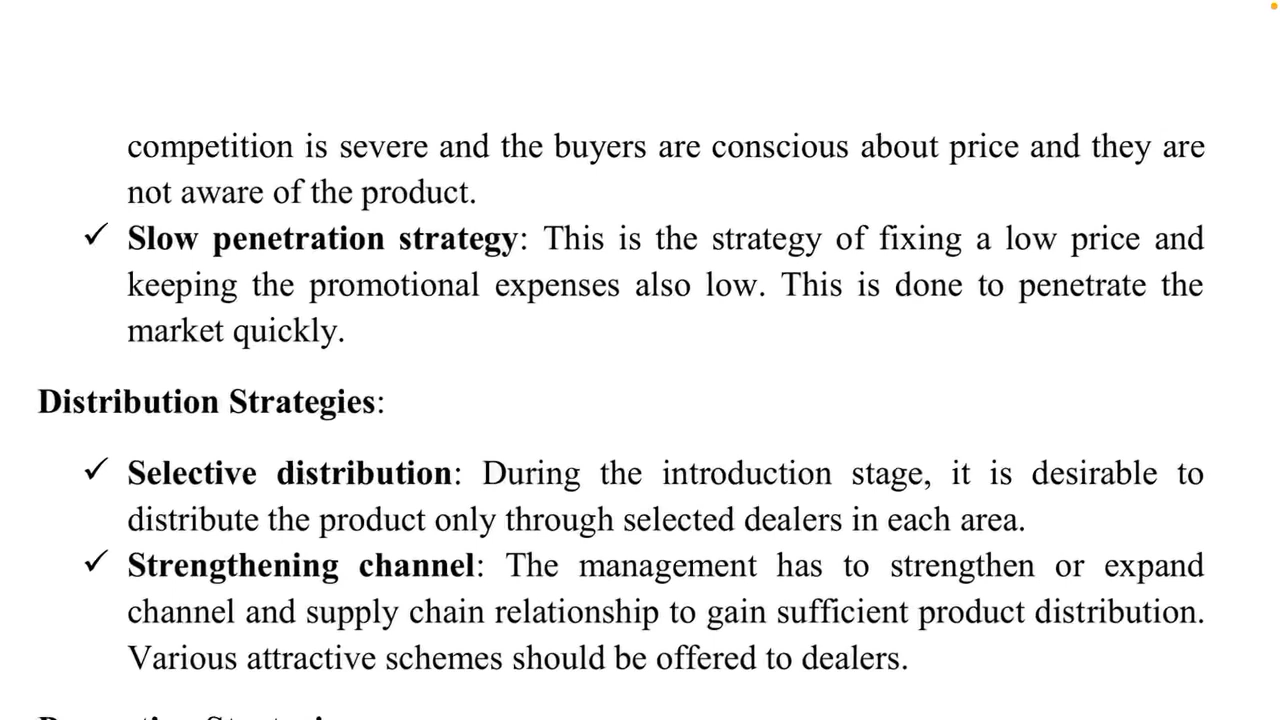 competition is severe and the buyers are conscious about price and they are
not aware of the product.
✓ Slow penetration strategy: This is the strategy of fixing a low price and
keeping the promotional expenses also low. This is done to penetrate the
market quickly.
Distribution Strategies:
✓ Selective distribution: During the introduction stage, it is desirable to
distribute the product only through selected dealers in each area.
✓ Strengthening channel: The management has to strengthen or expand
channel and supply chain relationship to gain sufficient product distribution.
Various attractive schemes should be offered to dealers.